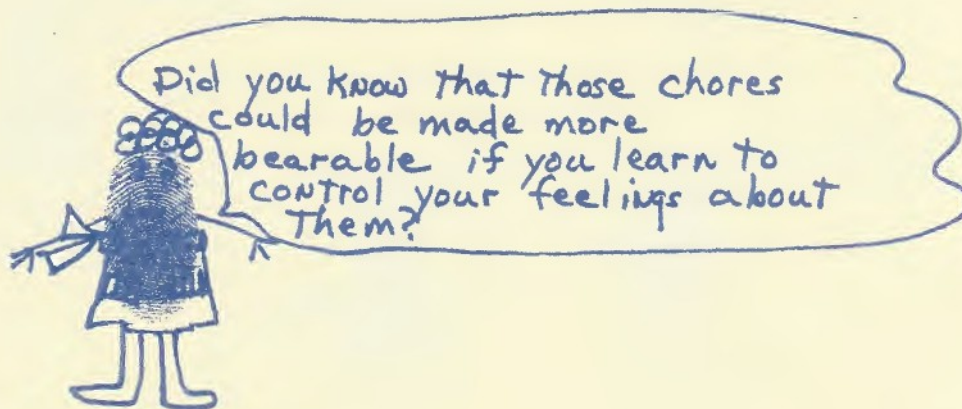 Did you know that those chores
could be made more
bearable if you learn to
control your feelings about
them?